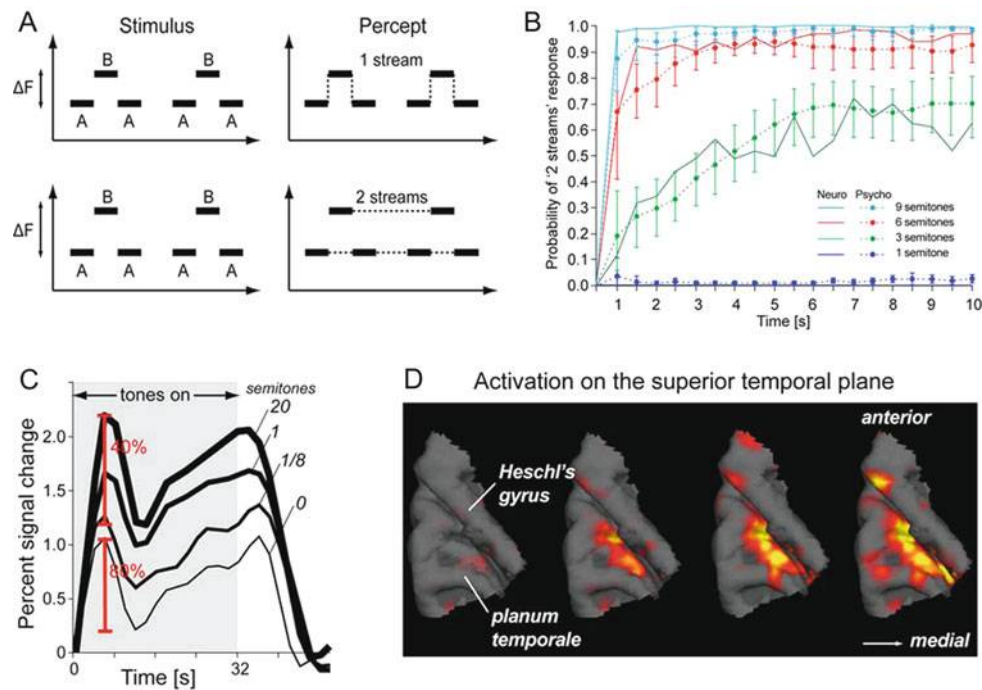 A
Stimulus
Percept
B B
ΔF
A A A A
1 stream
B B
ΔF
A A A A
2 streams
B
Probability of '2 streams' response
1.0
0.9
0.8
0.7
0.6
0.5
0.4
0.3
0.2
0.1
0.0
Neuro Psycho
9 semitones
6 semitones
3 semitones
1 semitone
1 2 3 4 5 6 7 8 9 10
Time [s]
C
Percent signal change
tones on
semitones
20
1
1/8
0
2.0
1.5
1.0
0.5
0
40%
80%
0 32
Time [s]
D
Activation on the superior temporal plane
anterior
Heschl's
gyrus
planum
temporale
medial